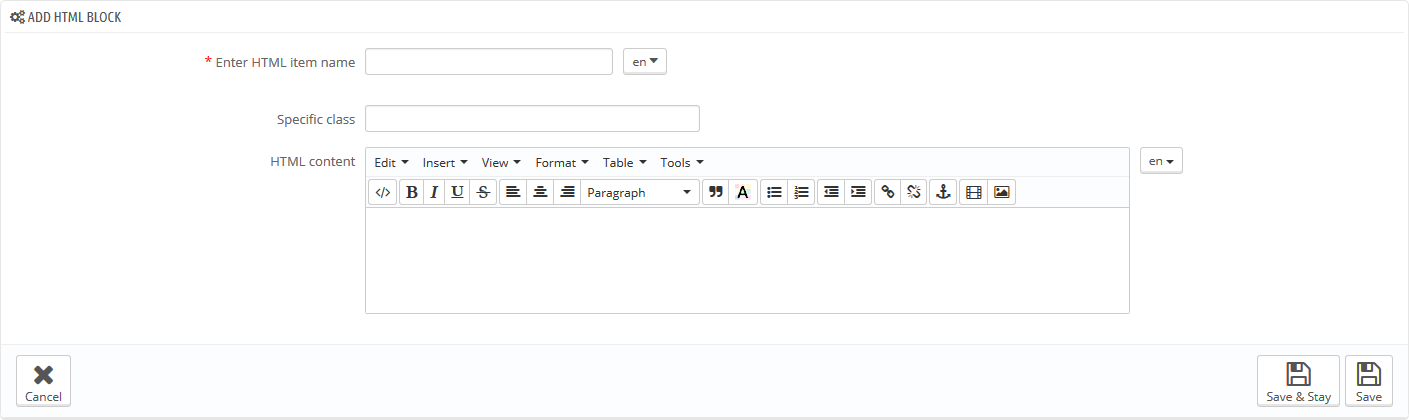 ADD HTML BLOCK
* Enter HTML item name en
Specific class
HTML content Edit Insert View Format Table Tools en
</> B I U S Paragraph A
Cancel Save & Stay Save